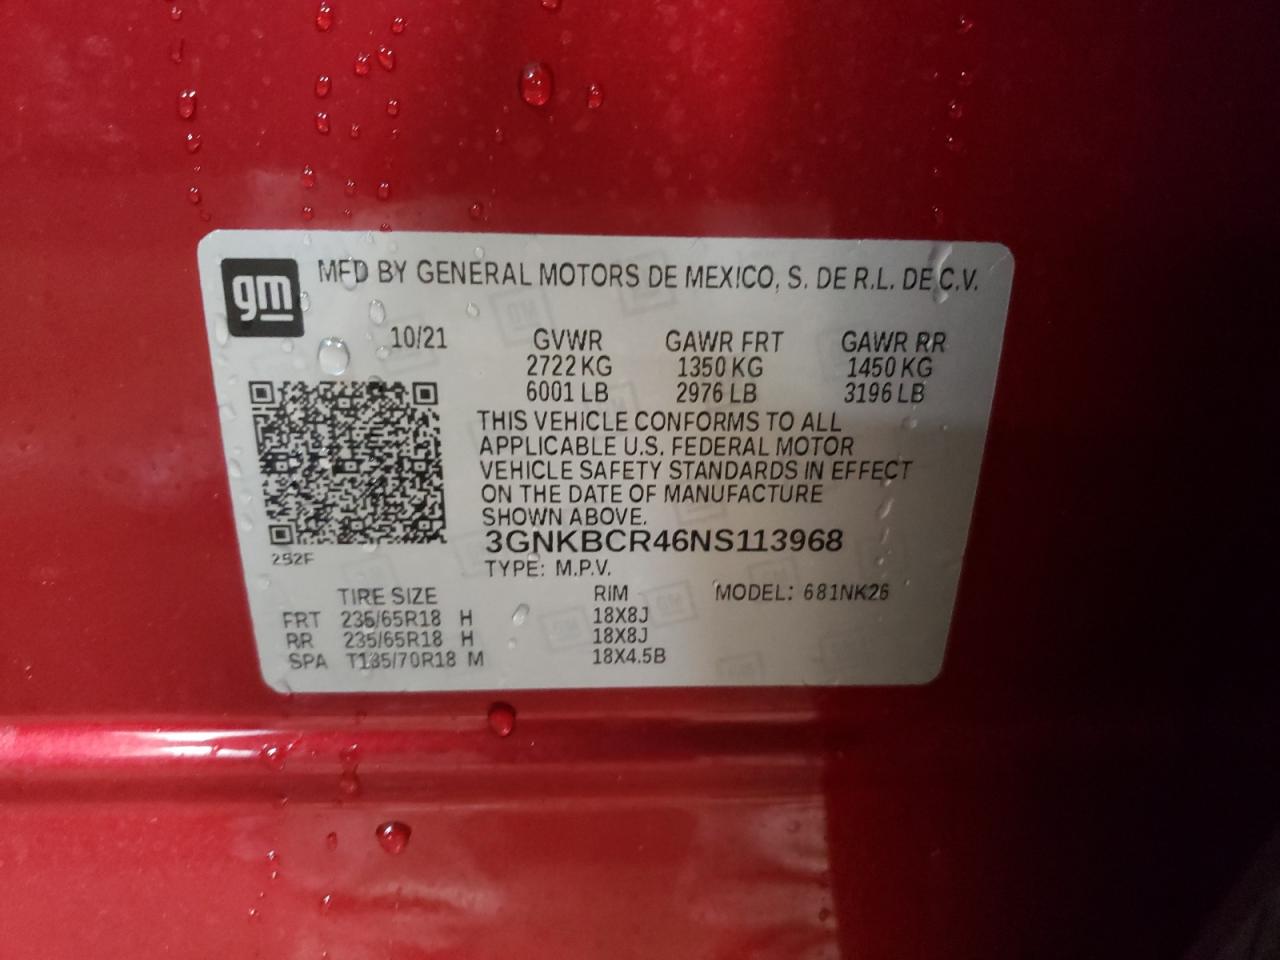 gm
MFD BY GENERAL MOTORS DE MEXICO, S. DE R.L. DE C.V.
10/21 GVWR GAWR FRT GAWR RR
2722 KG 1350 KG 1450 KG
6001 LB 2976 LB 3196 LB
THIS VEHICLE CONFORMS TO ALL
APPLICABLE U.S. FEDERAL MOTOR
VEHICLE SAFETY STANDARDS IN EFFECT
ON THE DATE OF MANUFACTURE
SHOWN ABOVE.
3GNKBCR46NS113968
252F
TYPE: M.P.V.
TIRE SIZE RIM MODEL: 681NK26
FRT 235/65R18 H 18X8J
RR 235/65R18 H 18X8J
SPA T135/70R18 M 18X4.5B